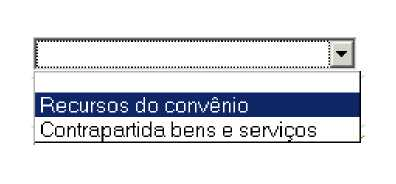 Recursos do convênio
Contrapartida bens e serviços